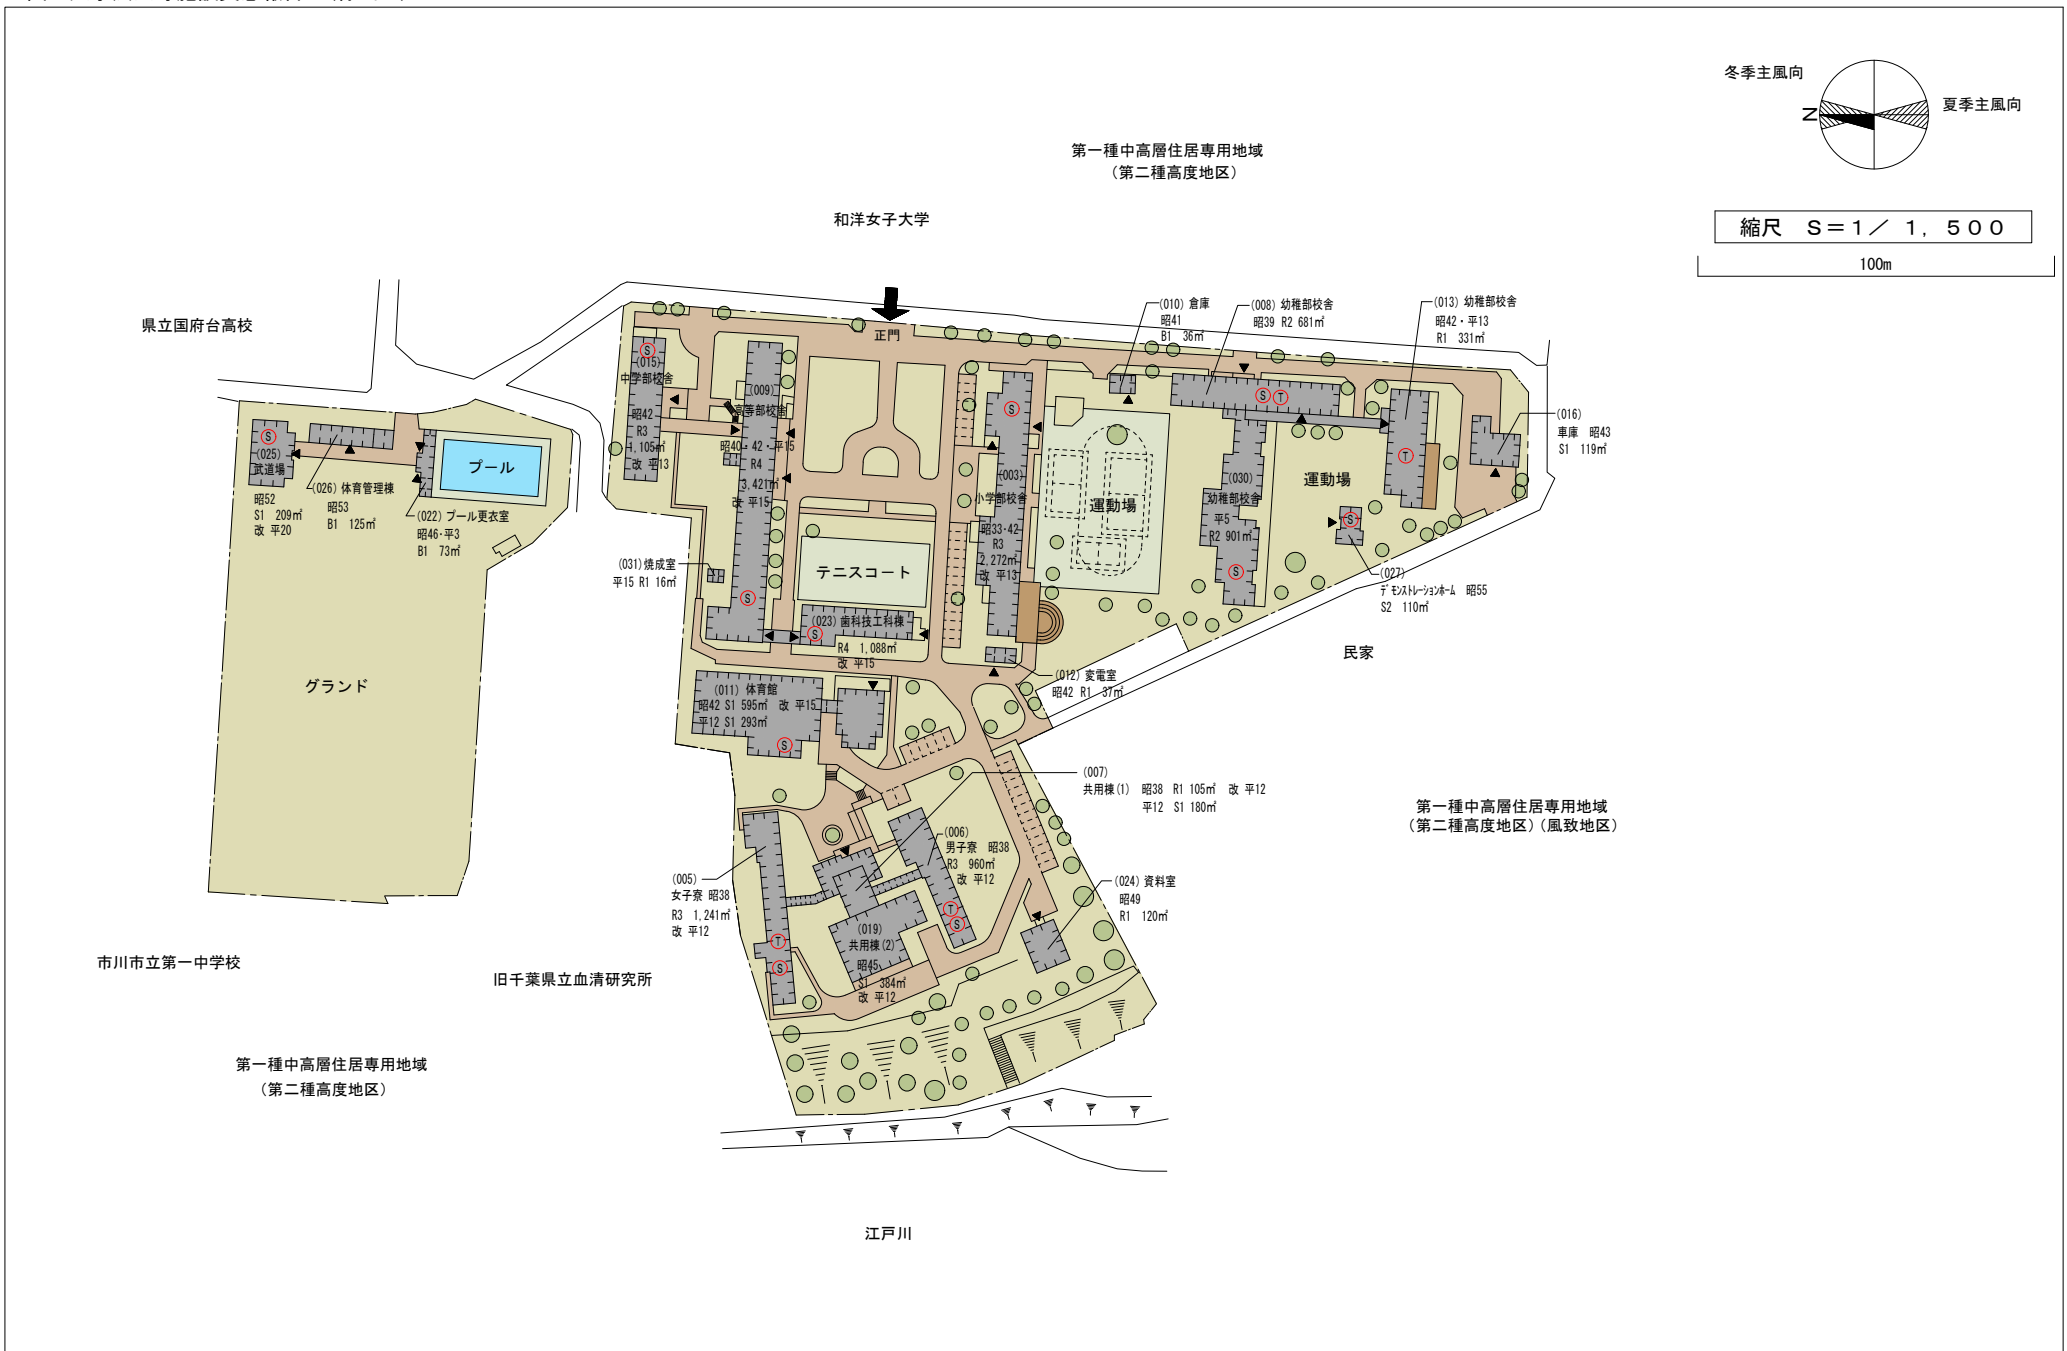 冬季主風向
夏季主風向
N
縮尺 S=1/ 1, 500
100m
第一種中高層住居専用地域
(第二種高度地区)
和洋女子大学
県立国府台高校
正門
(010) 倉庫
昭41
B1 36㎡
(008) 幼稚部校舎
昭39 R2 681㎡
(013) 幼稚部校舎
昭42・平13
R1 331㎡
(016)
車庫 昭43
S1 119㎡
S
(015)
中学部校舎
昭42
R3
1,105㎡
改 平13
(009)
高等部校舎
昭40・42・平15
R4
3,421㎡
改 平15
S
S
(003)
小学部校舎
昭33・42
R3
2,272㎡
改 平13
運動場
S
T
(030)
幼稚部校舎
平5
R2 901㎡
S
運動場
T
S
(027)
デモンストレーションホーム 昭55
S2 110㎡
S
(025)
武道場
昭52
S1 209㎡
改 平20
(026) 体育管理棟
昭53
B1 125㎡
プール
(022) プール更衣室
昭46・平3
B1 73㎡
(031) 焼成室
平15 R1 16㎡
テニスコート
(023) 歯科技工科棟
S
R4 1,088㎡
改 平15
(012) 変電室
昭42 R1 37㎡
民家
グランド
(011) 体育館
昭42 S1 595㎡ 改 平15
平12 S1 293㎡
S
(007)
共用棟(1) 昭38 R1 105㎡ 改 平12
平12 S1 180㎡
第一種中高層住居専用地域
(第二種高度地区)(風致地区)
(006)
男子寮 昭38
R3 960㎡
改 平12
T
S
(005)
女子寮 昭38
R3 1,241㎡
改 平12
T
S
(024) 資料室
昭49
R1 120㎡
(019)
共用棟(2)
昭45
S1 384㎡
改 平12
市川市立第一中学校
旧千葉県立血清研究所
第一種中高層住居専用地域
(第二種高度地区)
江戸川